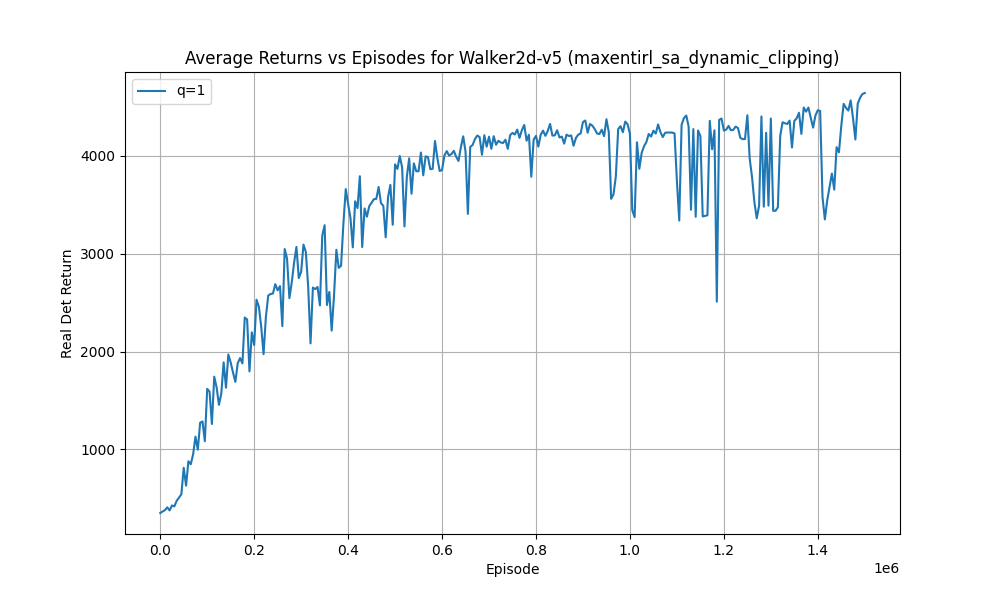 Average Returns vs Episodes for Walker2d-v5 (maxentirl_sa_dynamic_clipping)
q=1
Real Det Return
4000
3000
2000
1000
0.0 0.2 0.4 0.6 0.8 1.0 1.2 1.4
1e6
Episode